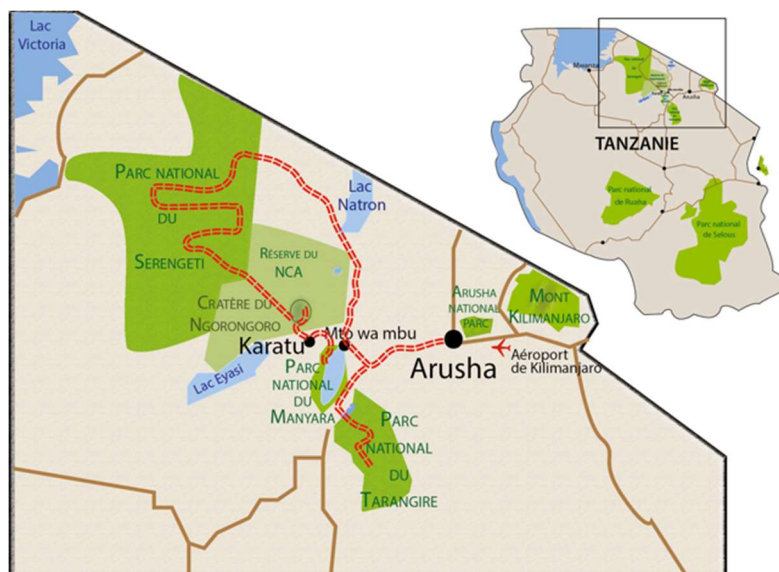 Lac
Victoria
PARC NATIONAL
DU
SERENGETI
Lac
Natron
RÉSERVE DU
NCA
CRATÈRE DU
NGORONGORO
Karatu
Mto wa mbu
Lac Eyasi
PARC
NATIONAL
DU
MANYARA
PARC
NATIONAL
DU
TARANGIRE
Arusha
ARUSHA
NATIONAL
PARC
MONT
KILIMANJARO
Aéroport
de Kilimanjaro
Mwanza
Arusha
TANZANIE
Parc national
de Ruaha
Parc national
de Selous